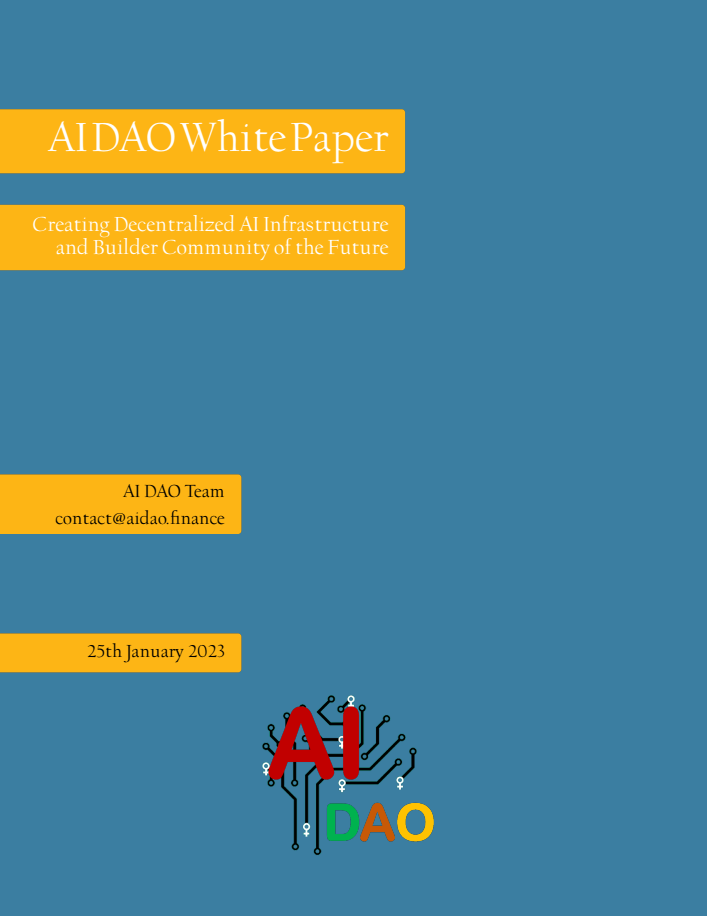 AI DAO White Paper
Creating Decentralized AI Infrastructure
and Builder Community of the Future
AI DAO Team
contact@aidao.finance
25th January 2023
AI
DAO